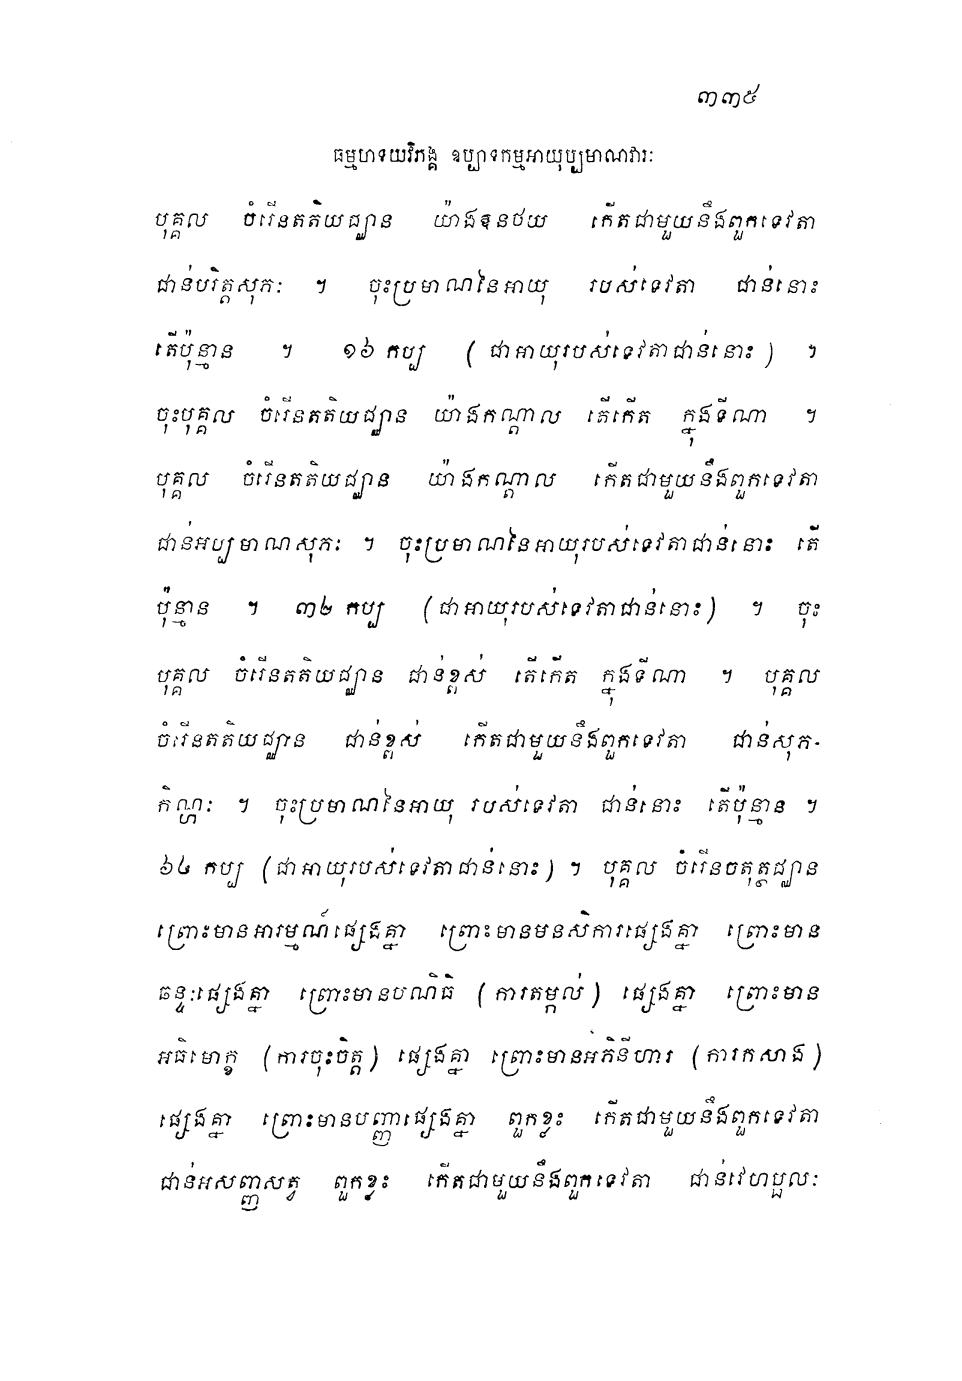 ៣៣៥
ធម្មហទយវិភង្គ ឧប្បាទកម្មអាយុប្បមាណវារៈ
បុគ្គល ចំរើនតតិយជ្ឈាន យ៉ាងឧនថយ កើតជាមួយនឹងពួកទេវតា
ជាន់បរិត្តសុភៈ ។ ចុះប្រមាណនៃអាយុ របស់ទេវតា ជាន់នោះ
តើប៉ុន្មាន ។ ១៦ កប្ប ( ជាអាយុរបស់ទេវតាជាន់នោះ ) ។
ចុះបុគ្គល ចំរើនតតិយជ្ឈាន យ៉ាងកណ្តាល តើកើត ក្នុងទីណា ។
បុគ្គល ចំរើនតតិយជ្ឈាន យ៉ាងកណ្តាល កើតជាមួយនឹងពួកទេវតា
ជាន់អប្បមាណសុភៈ ។ ចុះប្រមាណនៃអាយុរបស់ទេវតាជាន់នោះ តើ
ប៉ុន្មាន ។ ៣២ កប្ប ( ជាអាយុរបស់ទេវតាជាន់នោះ ) ។ ចុះ
បុគ្គល ចំរើនតតិយជ្ឈាន ជាន់ខ្ពស់ តើកើត ក្នុងទីណា ។ បុគ្គល
ចំរើនតតិយជ្ឈាន ជាន់ខ្ពស់ កើតជាមួយនឹងពួកទេវតា ជាន់សុភ-
កិណ្ហៈ ។ ចុះប្រមាណនៃអាយុ របស់ទេវតា ជាន់នោះ តើប៉ុន្មាន ។
៦៤ កប្ប ( ជាអាយុរបស់ទេវតាជាន់នោះ ) ។ បុគ្គល ចំរើនចតុត្ថជ្ឈាន
ព្រោះមានអារម្មណ៍ផ្សេងគ្នា ព្រោះមានមនសិការផ្សេងគ្នា ព្រោះមាន
ឆន្ទៈផ្សេងគ្នា ព្រោះមានបណិធិ ( ការតម្កល់ ) ផ្សេងគ្នា ព្រោះមាន
អធិមោក្ខ ( ការចុះចិត្ត ) ផ្សេងគ្នា ព្រោះមានអភិនីហារ ( ការកសាង )
ផ្សេងគ្នា ព្រោះមានបញ្ញាផ្សេងគ្នា ពួកខ្លះ កើតជាមួយនឹងពួកទេវតា
ជាន់អសញ្ញសត្វ ពួកខ្លះ កើតជាមួយនឹងពួកទេវតា ជាន់វេហប្ផលៈ